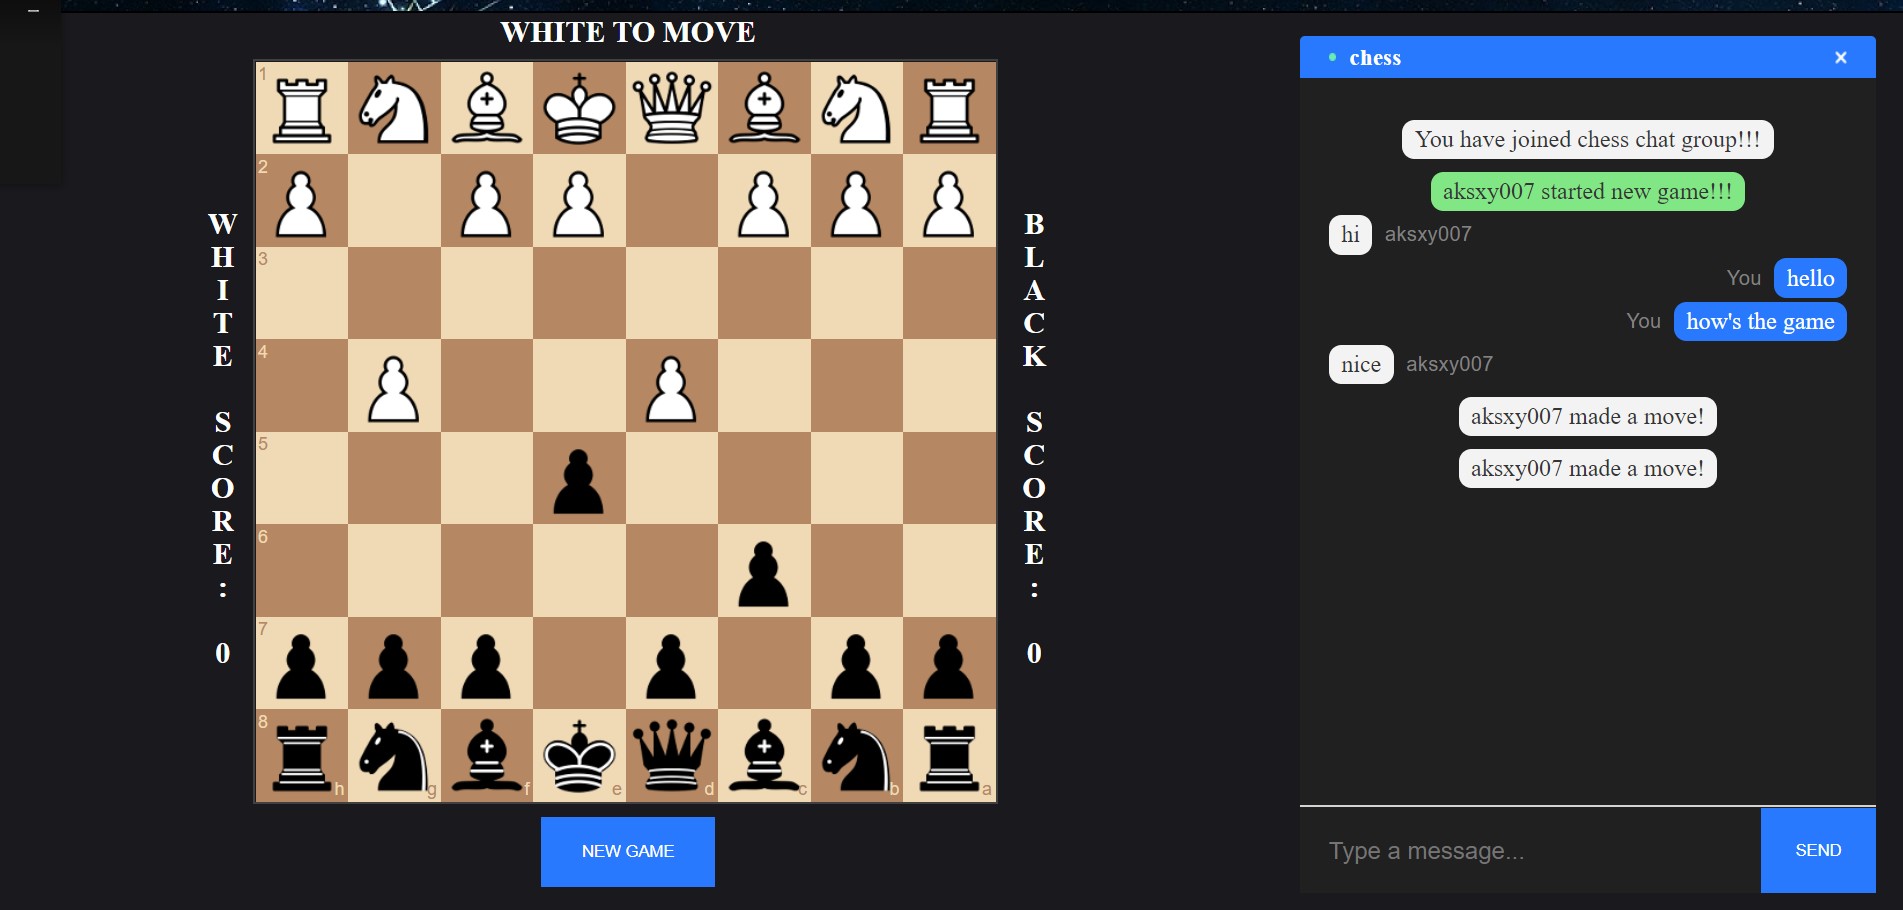 WHITE TO MOVE
1
2
3
4
5
6
7
8
h g f e d c b a
WHITE SCORE: 0
BLACK SCORE: 0
NEW GAME
• chess ×
You have joined chess chat group!!!
aksxy007 started new game!!!
hi aksxy007
You hello
You how's the game
nice aksxy007
aksxy007 made a move!
aksxy007 made a move!
Type a message... SEND